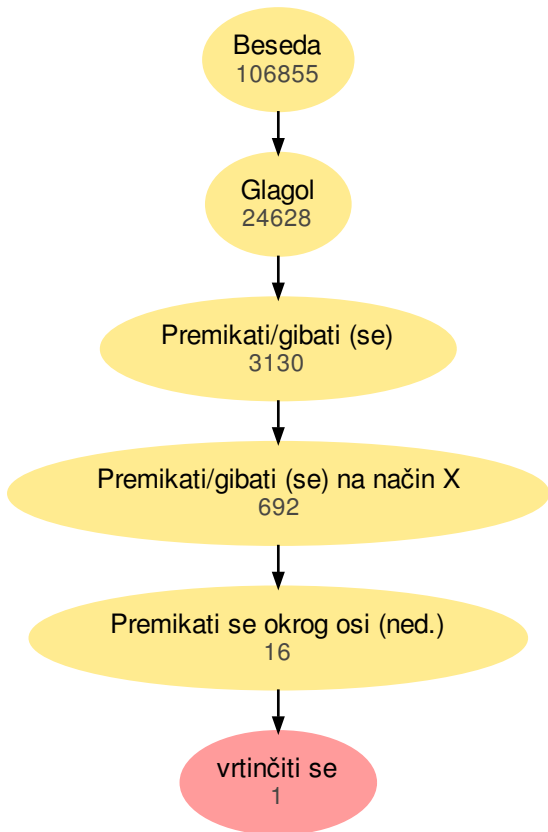 Beseda
106855
Glagol
24628
Premikati/gibati (se)
3130
Premikati/gibati (se) na način X
692
Premikati se okrog osi (ned.)
16
vrtinčiti se
1